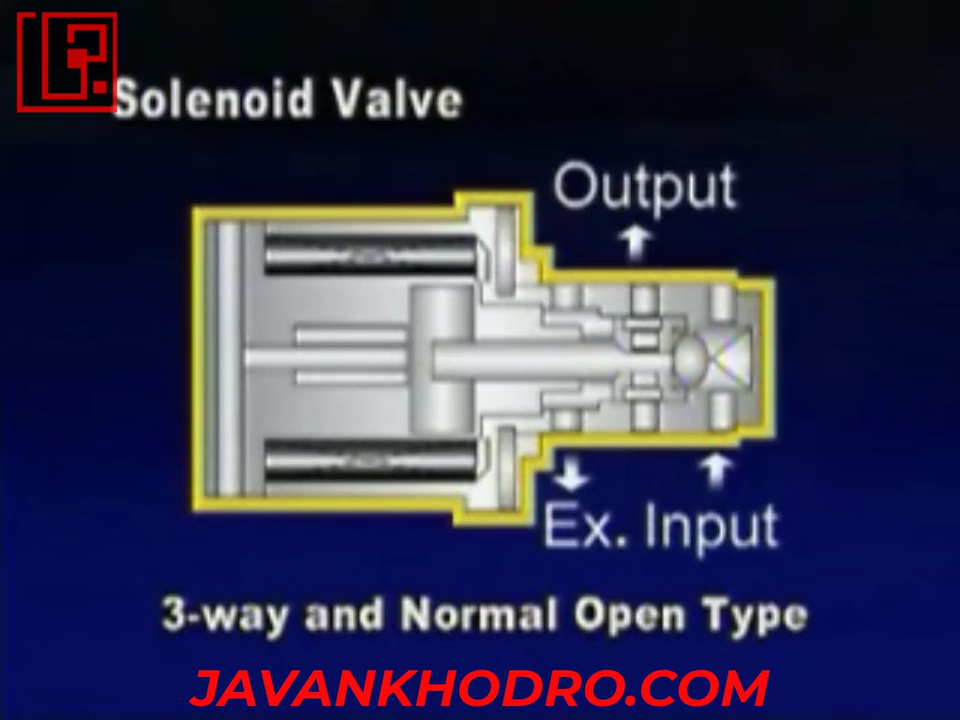 Solenoid Valve
Output
Ex. Input
3-way and Normal Open Type
JAVANKHODRO.COM